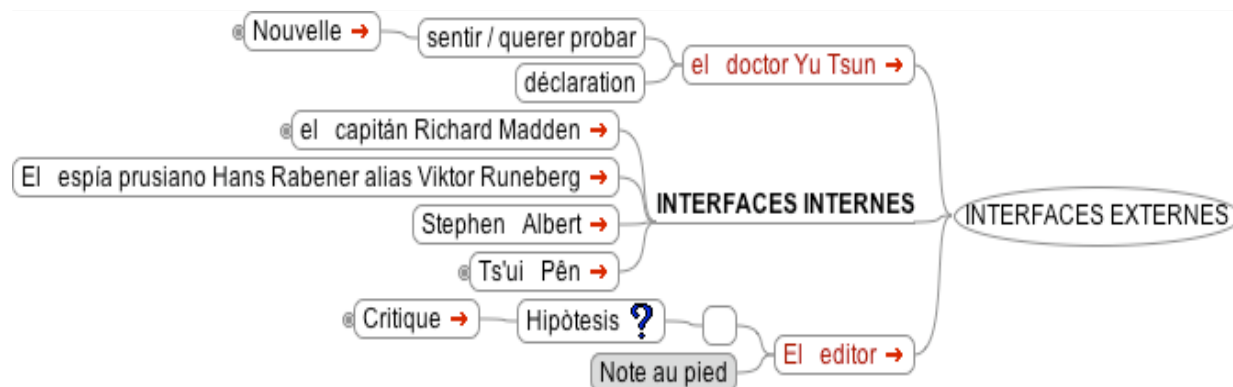 Nouvelle
sentir / querer probar
el doctor Yu Tsun
déclaration
el capitán Richard Madden
El espía prusiano Hans Rabener alias Viktor Runeberg
INTERFACES INTERNES
INTERFACES EXTERNES
Stephen Albert
Ts'ui Pên
Critique
Hipòtesis ?
El editor
Note au pied